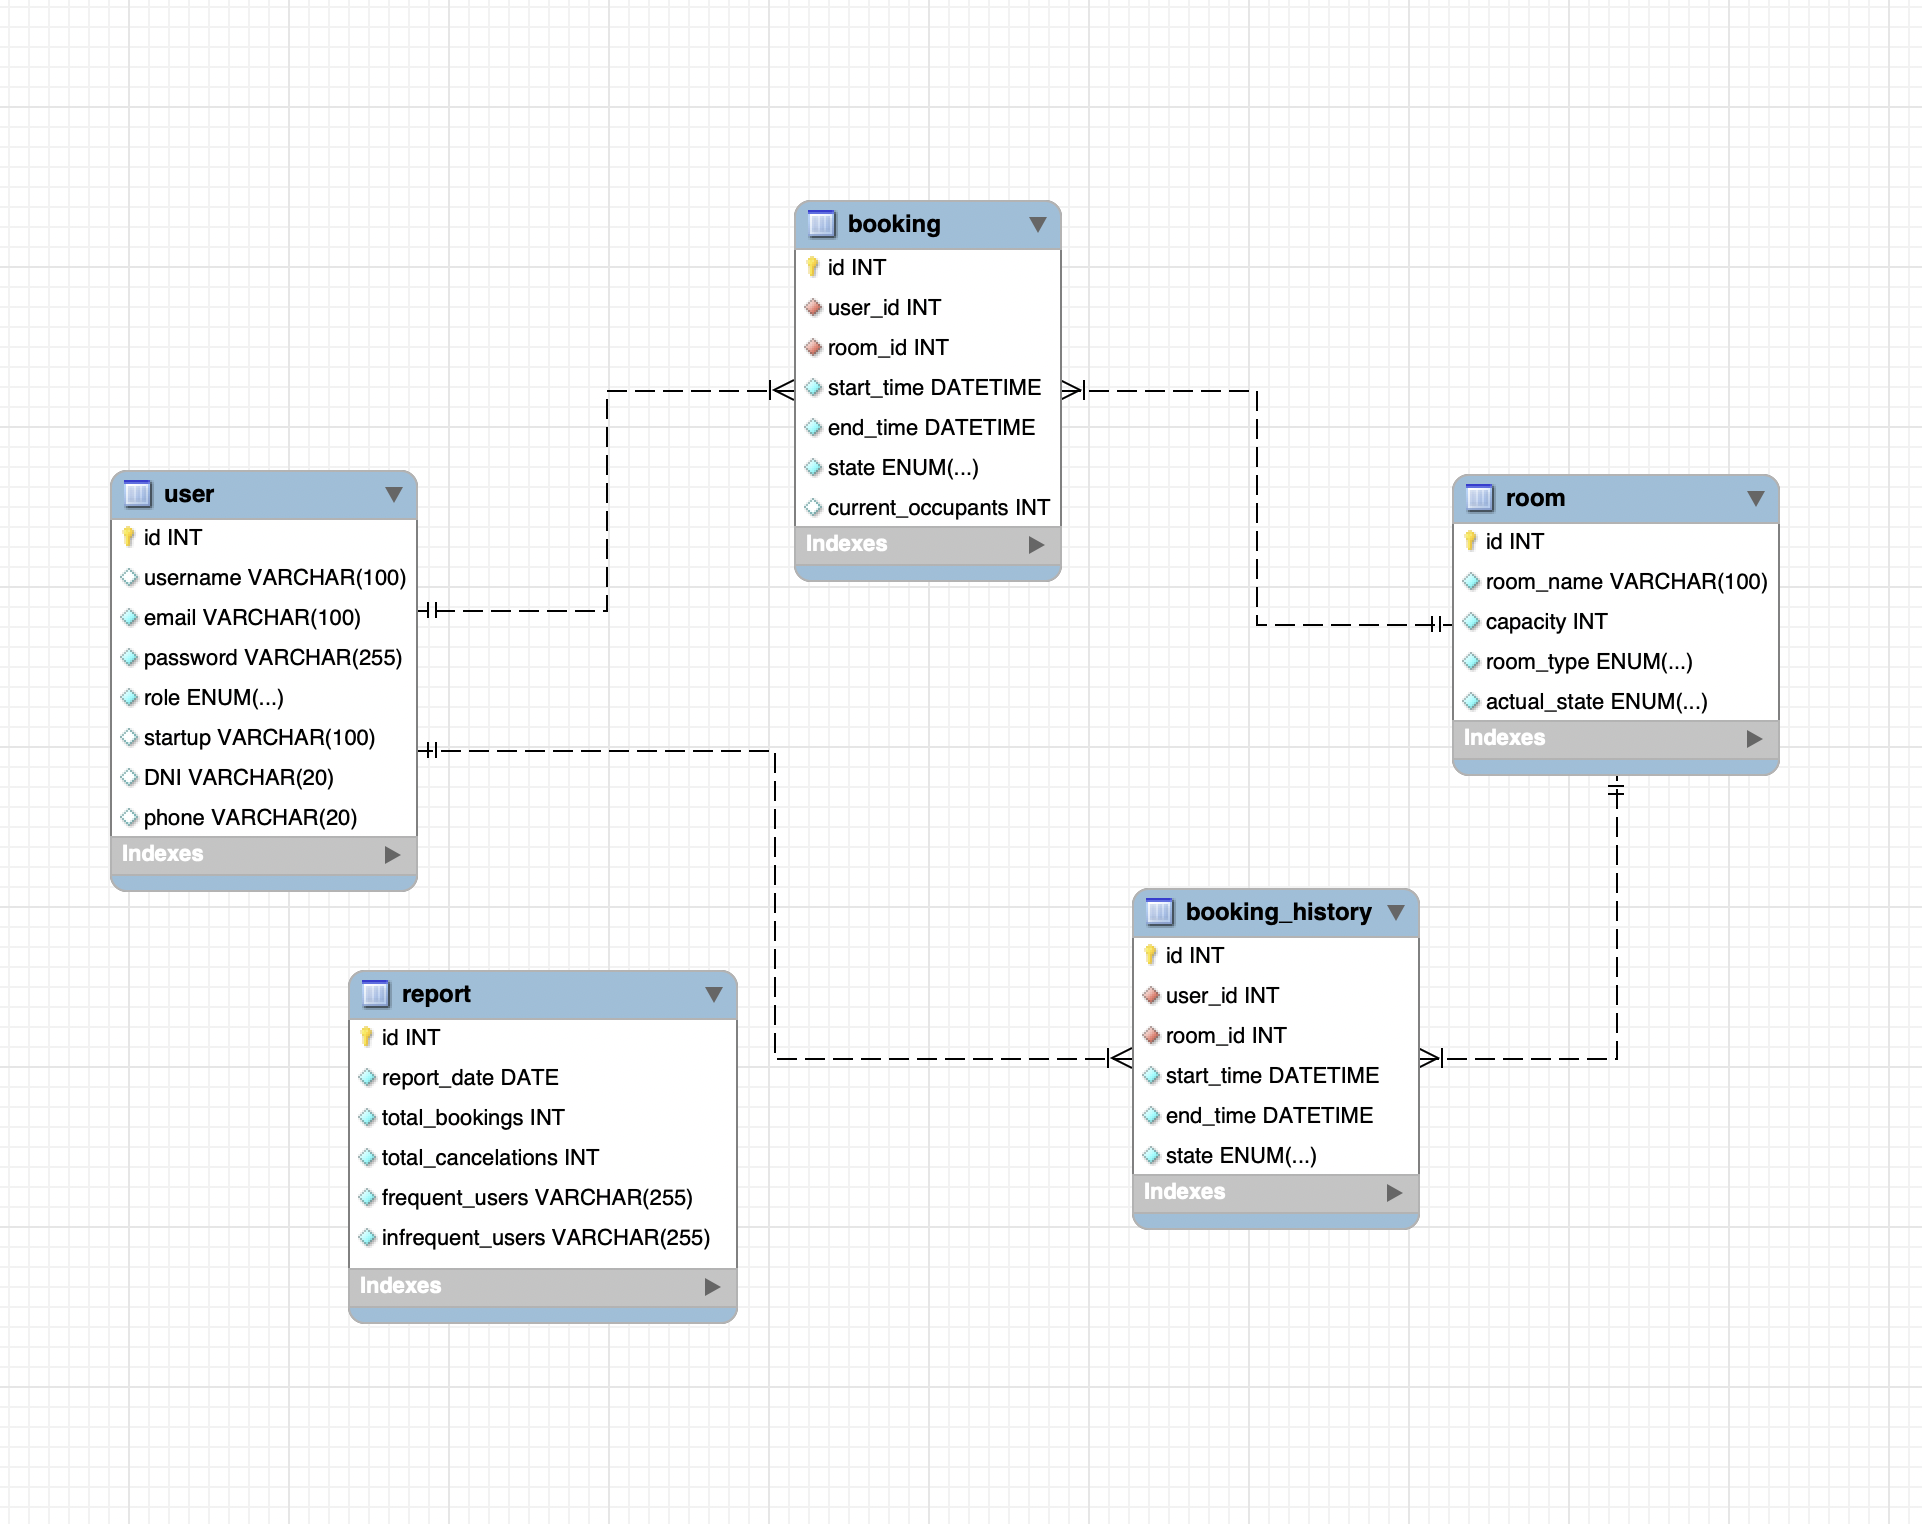 booking
id INT
user_id INT
room_id INT
start_time DATETIME
end_time DATETIME
state ENUM(...)
current_occupants INT
Indexes
user
id INT
username VARCHAR(100)
email VARCHAR(100)
password VARCHAR(255)
role ENUM(...)
startup VARCHAR(100)
DNI VARCHAR(20)
phone VARCHAR(20)
Indexes
room
id INT
room_name VARCHAR(100)
capacity INT
room_type ENUM(...)
actual_state ENUM(...)
Indexes
booking_history
id INT
user_id INT
room_id INT
start_time DATETIME
end_time DATETIME
state ENUM(...)
Indexes
report
id INT
report_date DATE
total_bookings INT
total_cancelations INT
frequent_users VARCHAR(255)
infrequent_users VARCHAR(255)
Indexes